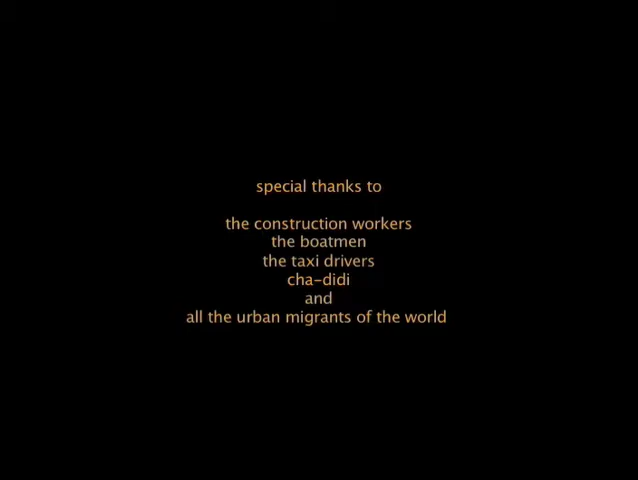 special thanks to
the construction workers
the boatmen
the taxi drivers
cha-didi
and
all the urban migrants of the world